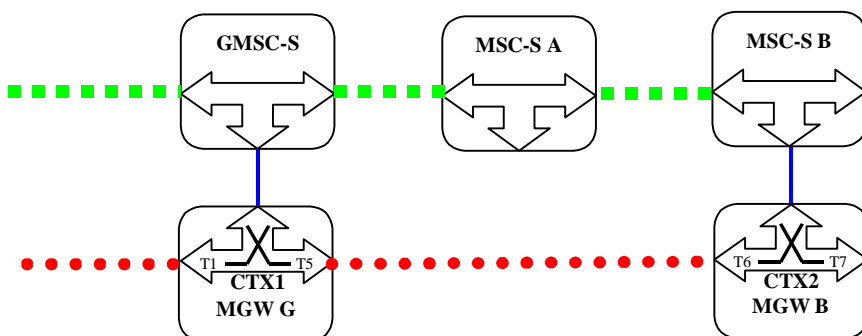 GMSC-S
MSC-S A
MSC-S B
T1
T5
CTX1
MGW G
T6
T7
CTX2
MGW B